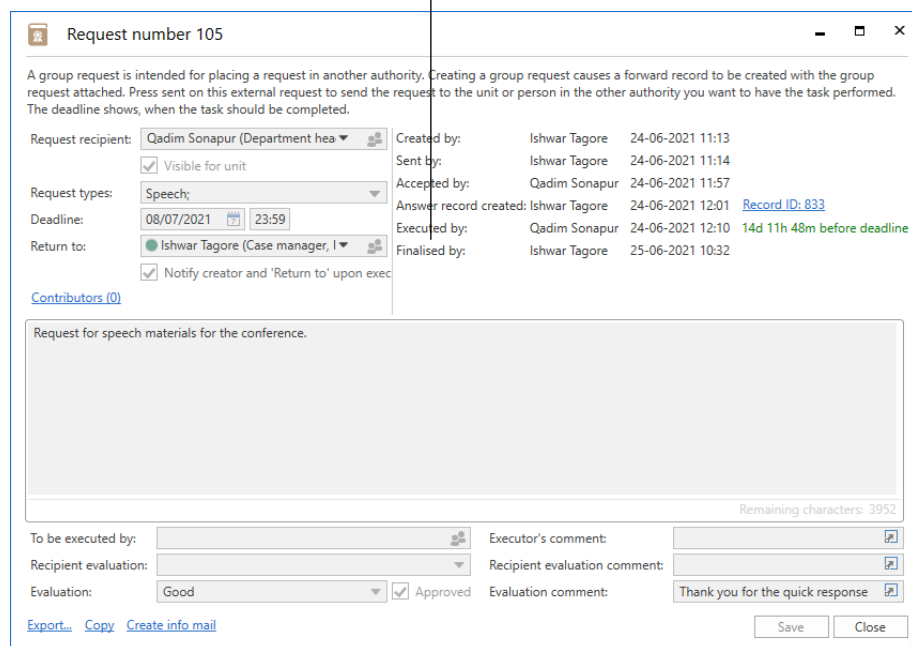 Request number 105
A group request is intended for placing a request in another authority. Creating a group request causes a forward record to be created with the group
request attached. Press sent on this external request to send the request to the unit or person in the other authority you want to have the task performed.
The deadline shows, when the task should be completed.
Request recipient: Qadim Sonapur (Department hea
Visible for unit
Request types: Speech;
Deadline: 08/07/2021 23:59
Return to: Ishwar Tagore (Case manager, I
Notify creator and 'Return to' upon exec
Contributors (0)
Created by: Ishwar Tagore 24-06-2021 11:13
Sent by: Ishwar Tagore 24-06-2021 11:14
Accepted by: Qadim Sonapur 24-06-2021 11:57
Answer record created: Ishwar Tagore 24-06-2021 12:01 Record ID: 833
Executed by: Qadim Sonapur 24-06-2021 12:10 14d 11h 48m before deadline
Finalised by: Ishwar Tagore 25-06-2021 10:32
Request for speech materials for the conference.
Remaining characters: 3952
To be executed by: Executor's comment:
Recipient evaluation: Recipient evaluation comment:
Evaluation: Good Approved Evaluation comment: Thank you for the quick response
Export... Copy Create info mail Save Close